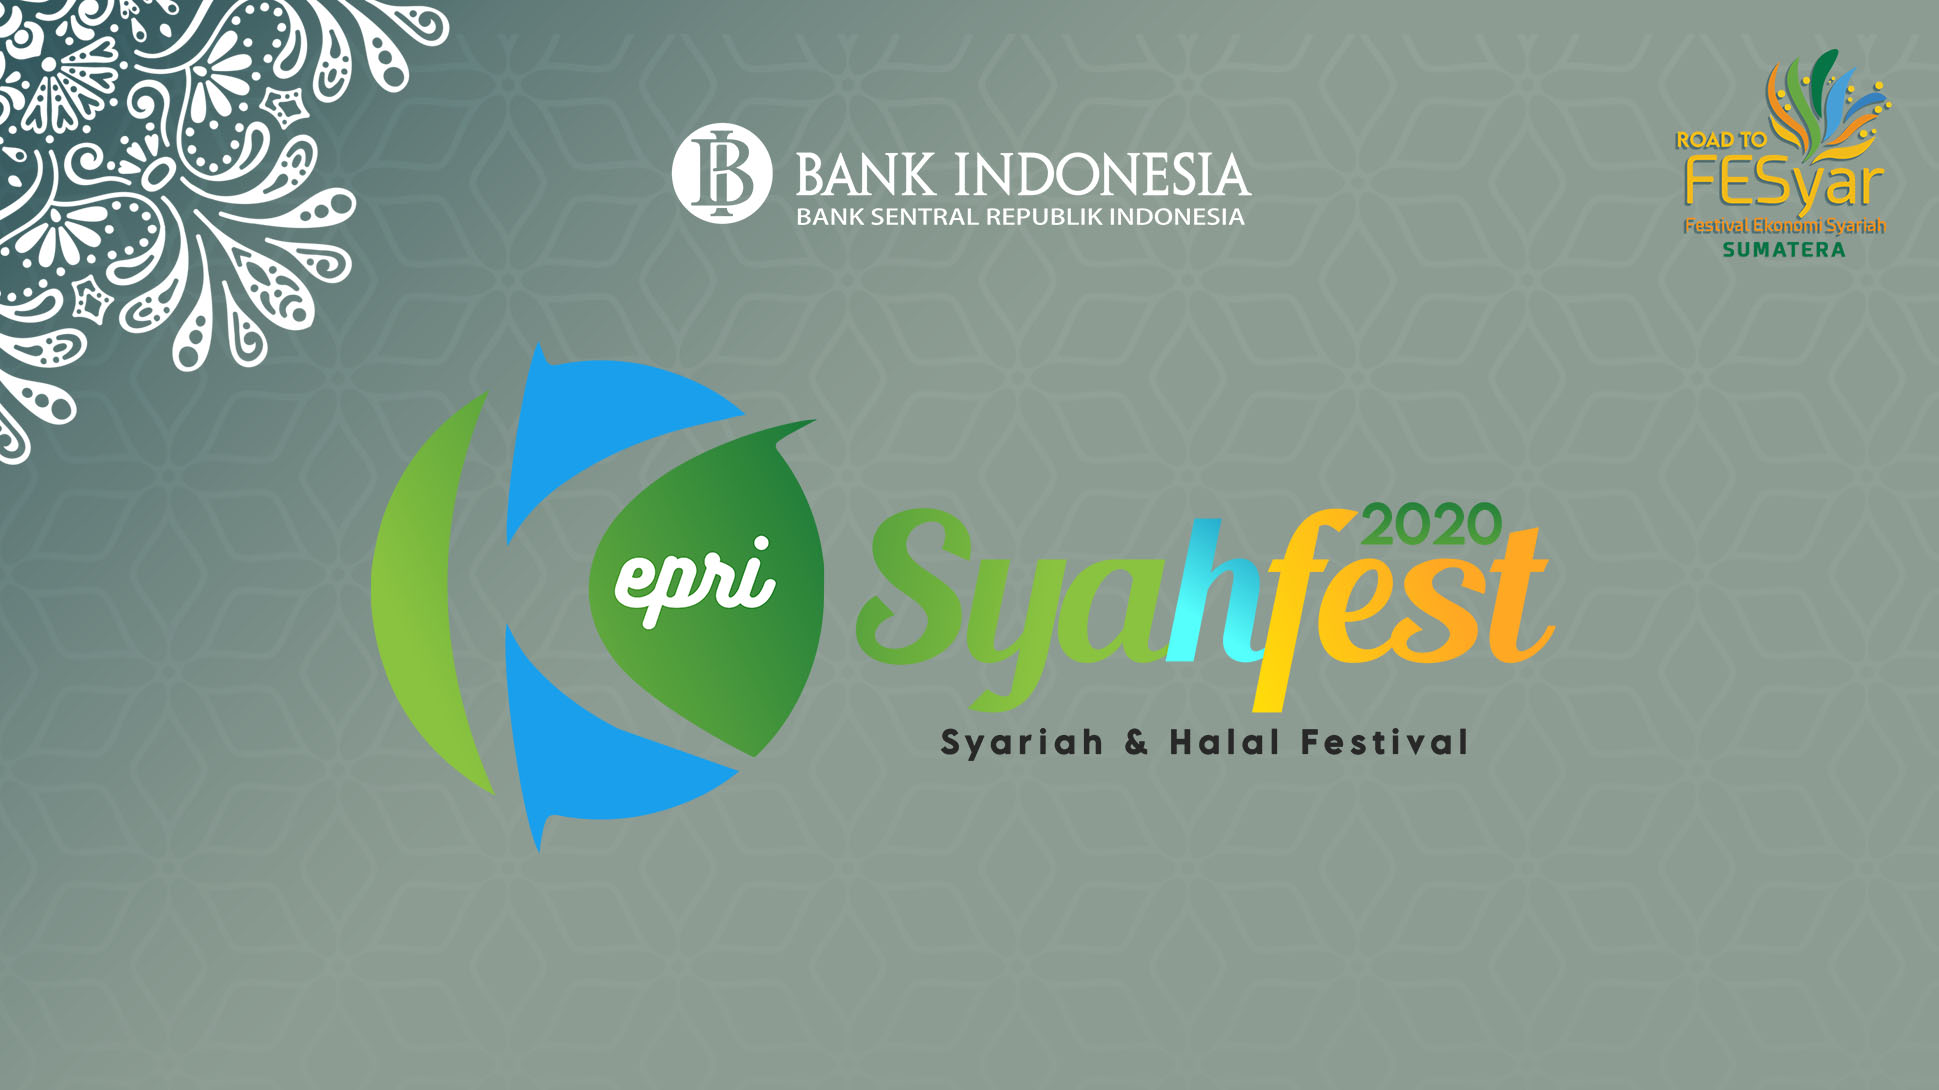 BANK INDONESIA
BANK SENTRAL REPUBLIK INDONESIA
ROAD TO
FESyar
Festival Ekonomi Syariah
SUMATERA
Kepri
Syahfest 2020
Syariah & Halal Festival